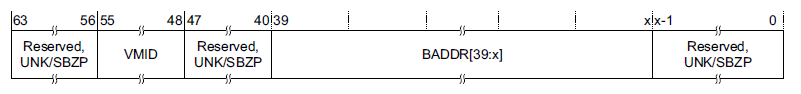 63 56 55 48 47 40 39 x x-1 0
Reserved, UNK/SBZP VMID Reserved, UNK/SBZP BADDR[39:x] Reserved, UNK/SBZP